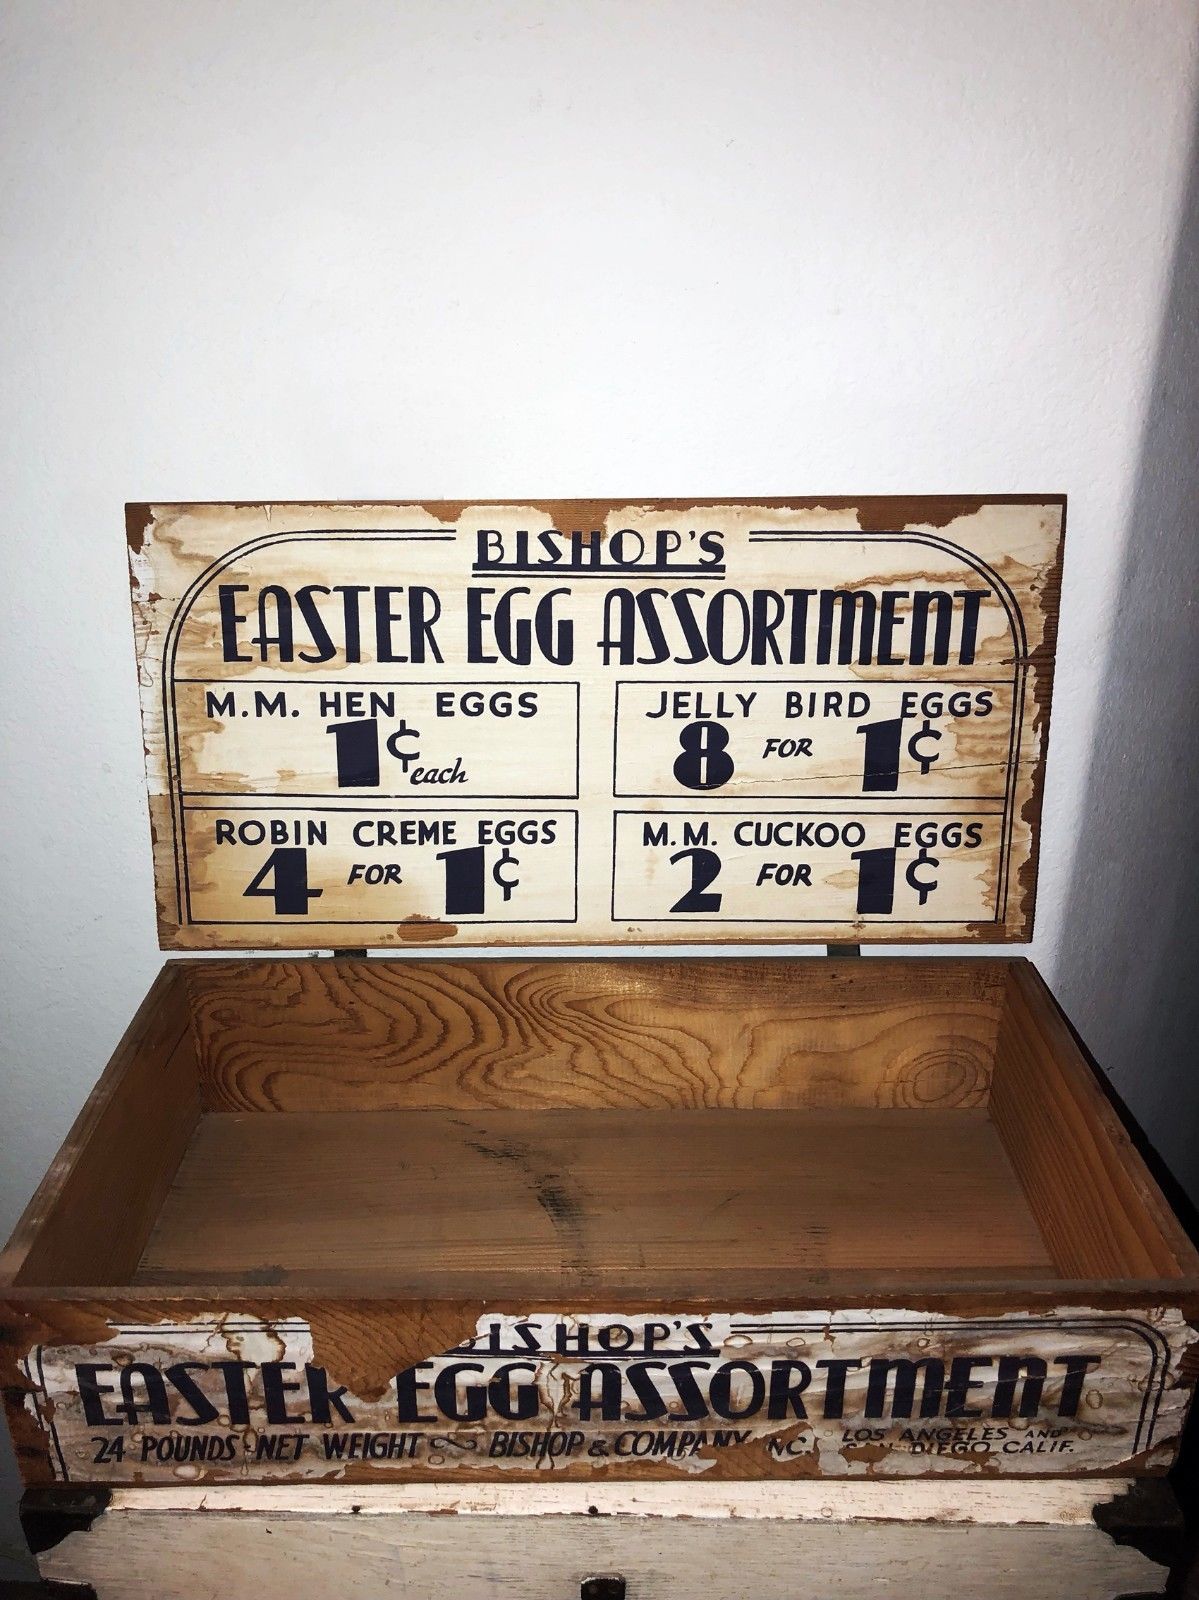 BISHOP'S
EASTER EGG ASSORTMENT
M.M. HEN EGGS
1¢ each
JELLY BIRD EGGS
8 FOR 1¢
ROBIN CREME EGGS
4 FOR 1¢
M.M. CUCKOO EGGS
2 FOR 1¢
ISHOP'S
EASTER EGG ASSORTMENT
24 POUNDS NET WEIGHT ~ BISHOP & COMPANY NC. LOS ANGELES AND
SAN DIEGO, CALIF.